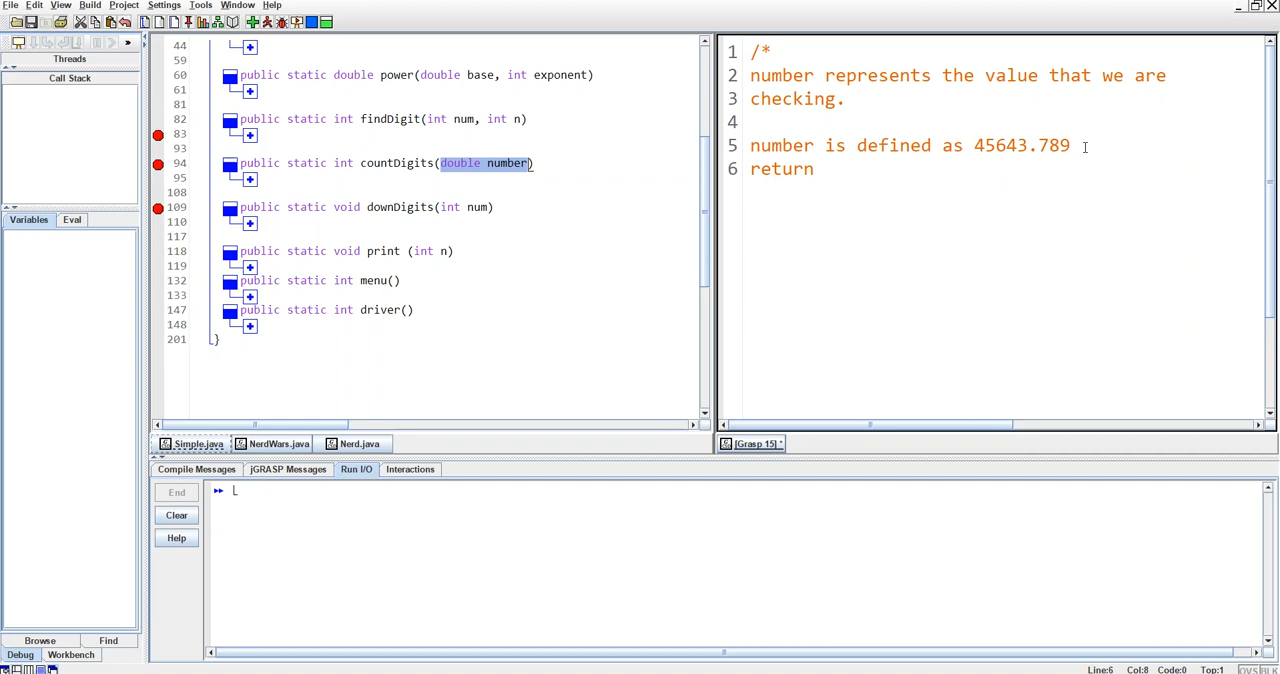 File Edit View Build Project Settings Tools Window Help
Threads
Call Stack
Variables Eval
Browse Find
Debug Workbench
44
59
60 public static double power(double base, int exponent)
61
81
82 public static int findDigit(int num, int n)
83
93
94 public static int countDigits(double number)
95
108
109 public static void downDigits(int num)
110
117
118 public static void print (int n)
119
132 public static int menu()
133
147 public static int driver()
148
201 }
Simple.java NerdWars.java Nerd.java
1 /*
2 number represents the value that we are
3 checking.
4
5 number is defined as 45643.789
6 return
[Grasp 15] *
Compile Messages jGRASP Messages Run I/O Interactions
End
Clear
Help
Line:6 Col:8 Code:0 Top:1 OVS BLK